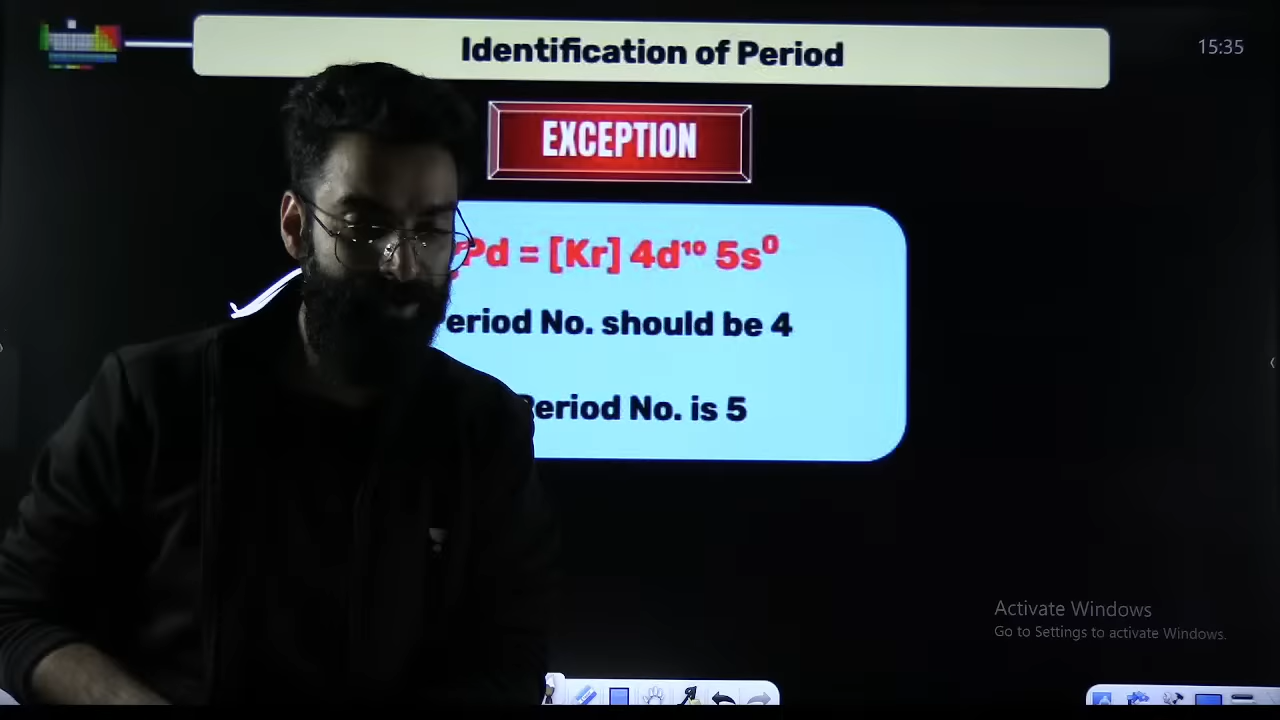 Identification of Period
15:35
EXCEPTION
Pd = [Kr] 4d¹⁰ 5s⁰
eriod No. should be 4
eriod No. is 5
Activate Windows
Go to Settings to activate Windows.